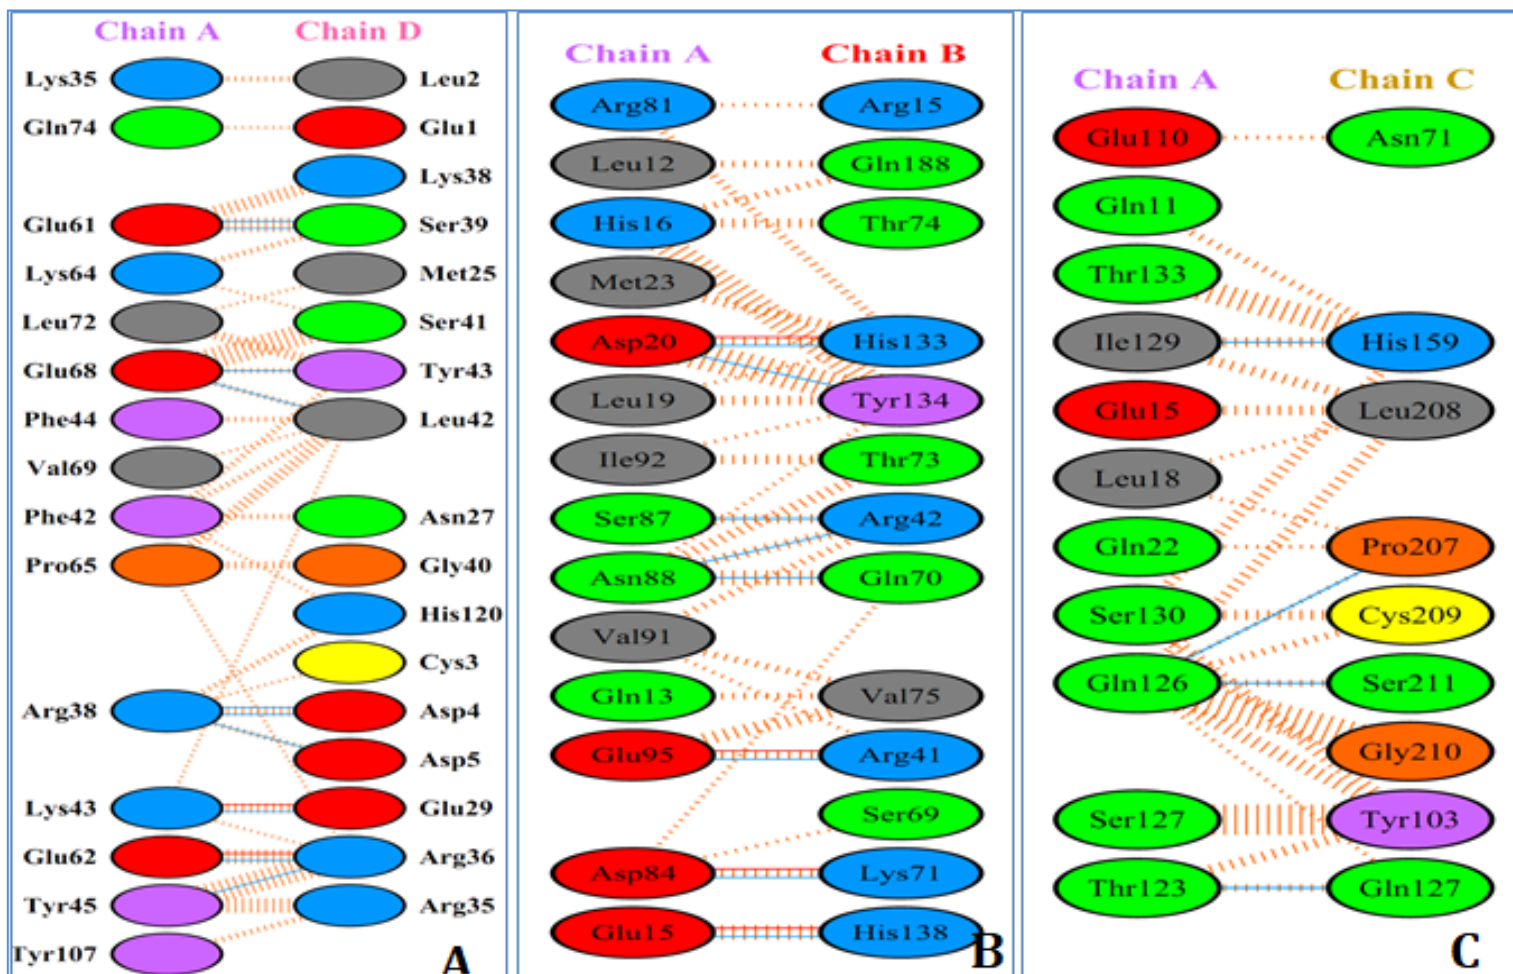 Chain A Chain D
Lys35 Leu2
Gln74 Glu1
Lys38
Glu61 Ser39
Lys64 Met25
Leu72 Ser41
Glu68 Tyr43
Phe44 Leu42
Val69
Phe42 Asn27
Pro65 Gly40
His120
Cys3
Arg38 Asp4
Asp5
Lys43 Glu29
Glu62 Arg36
Tyr45 Arg35
Tyr107
A
Chain A Chain B
Arg81 Arg15
Leu12 Gln188
His16 Thr74
Met23
Asp20 His133
Leu19 Tyr134
Ile92 Thr73
Ser87 Arg42
Asn88 Gln70
Val91
Gln13 Val75
Glu95 Arg41
Ser69
Asp84 Lys71
Glu15 His138
B
Chain A Chain C
Glu110 Asn71
Gln11
Thr133
Ile129 His159
Glu15 Leu208
Leu18
Gln22 Pro207
Ser130 Cys209
Gln126 Ser211
Gly210
Ser127 Tyr103
Thr123 Gln127
C